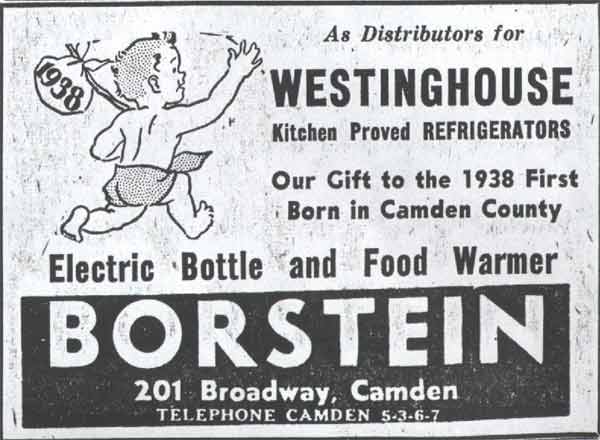 1938
As Distributors for
WESTINGHOUSE
Kitchen Proved REFRIGERATORS
Our Gift to the 1938 First
Born in Camden County
Electric Bottle and Food Warmer
BORSTEIN
201 Broadway, Camden
TELEPHONE CAMDEN 5-3-6-7